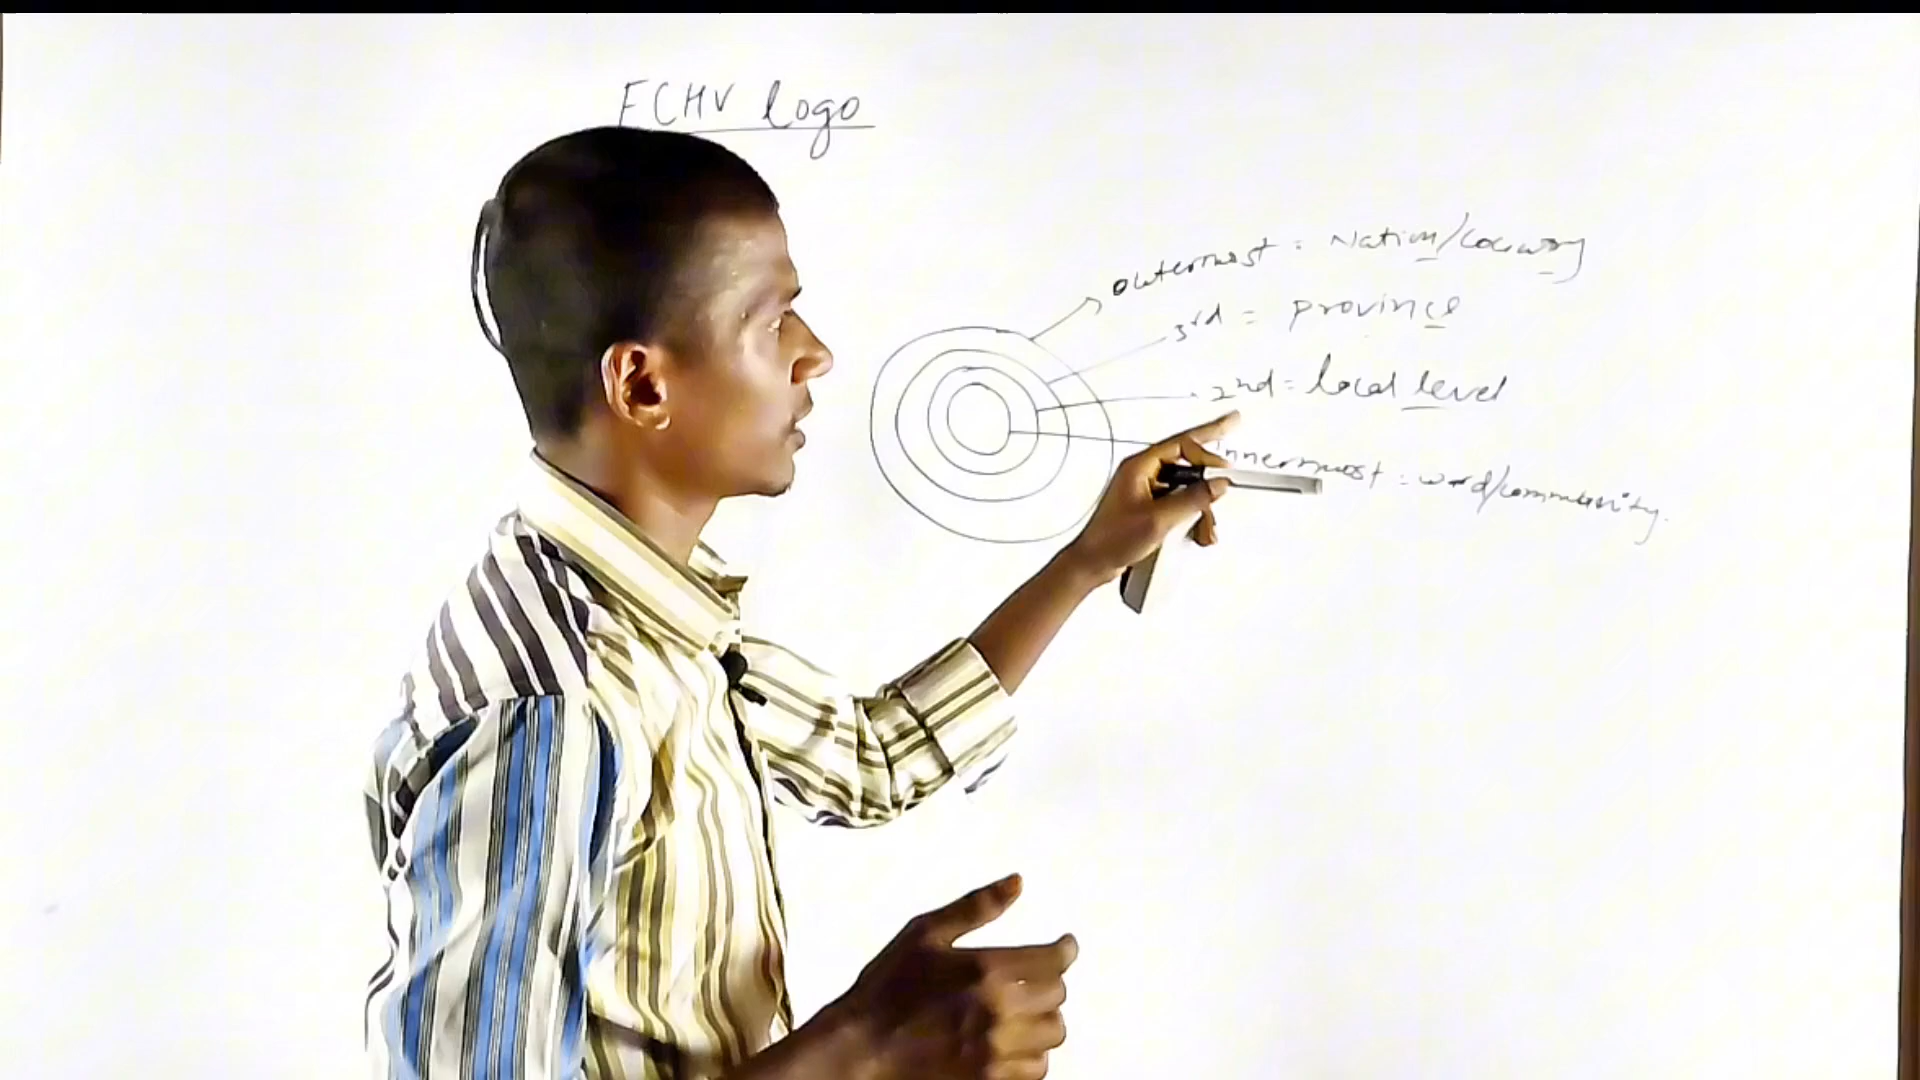 FCHV logo
outermost = Nation/Country
3rd = province
2nd = local level
innermost = ward/community.